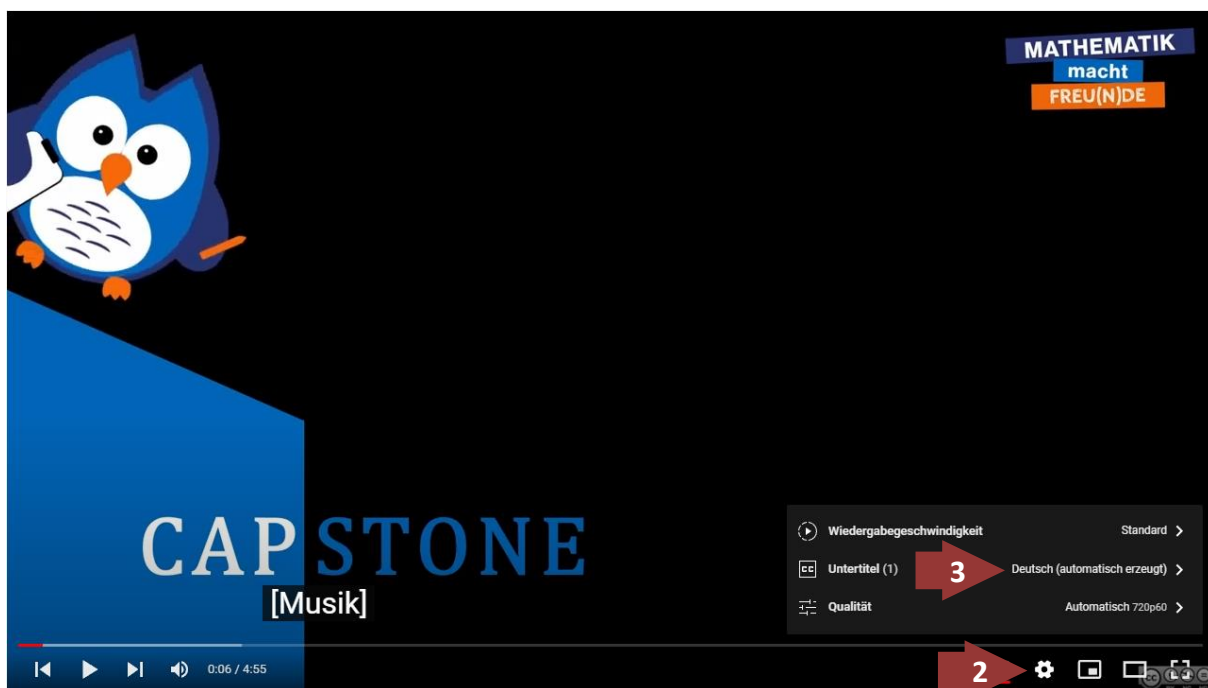 MATHEMATIK
macht
FREU(N)DE
CAPSTONE
[Musik]
Wiedergabegeschwindigkeit Standard
Untertitel (1) 3 Deutsch (automatisch erzeugt)
Qualität Automatisch 720p60
0:06 / 4:55 2
cc